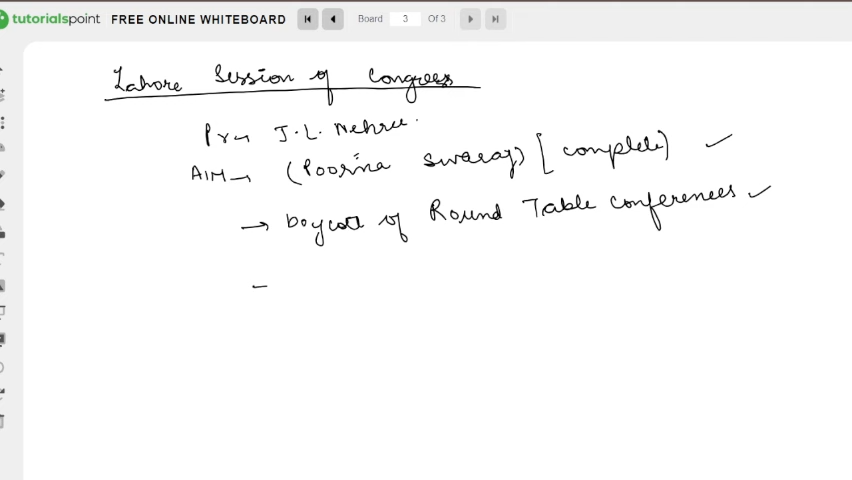 tutorialspoint FREE ONLINE WHITEBOARD Board 3 Of 3
Lahore Session of Congress
Pr→ J.L. Nehru.
AIM→ (Poorna Swaraj) [complete) ✓
→ boycott of Round Table conferences ✓
-